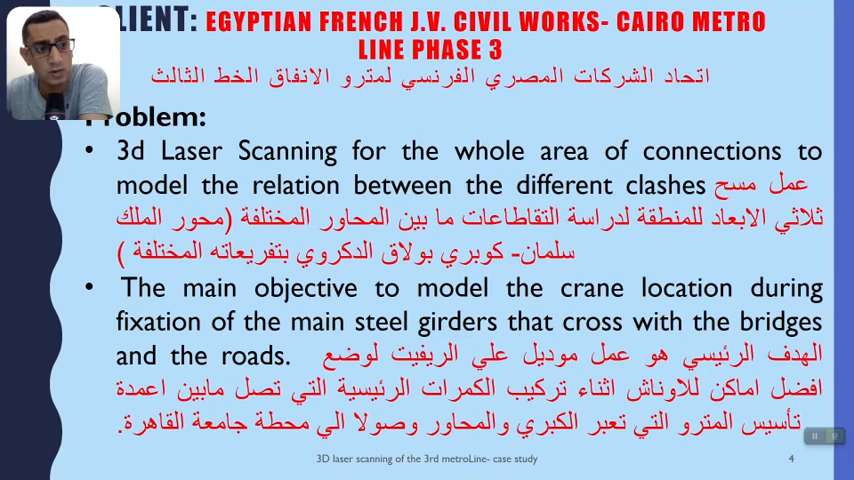 CLIENT: EGYPTIAN FRENCH J.V. CIVIL WORKS- CAIRO METRO
LINE PHASE 3
اتحاد الشركات المصري الفرنسي لمترو الانفاق الخط الثالث
Problem:
• 3d Laser Scanning for the whole area of connections to
model the relation between the different clashes عمل مسح
ثلاثي الابعاد للمنطقة لدراسة التقاطاعات ما بين المحاور المختلفة (محور الملك
سلمان- كوبري بولاق الدكروي بتفريعاته المختلفة )
• The main objective to model the crane location during
fixation of the main steel girders that cross with the bridges
and the roads. الهدف الرئيسي هو عمل موديل علي الريفيت لوضع
افضل اماكن للاوناش اثناء تركيب الكمرات الرئيسية التي تصل مابين اعمدة
تأسيس المترو التي تعبر الكبري والمحاور وصولا الي محطة جامعة القاهرة.
3D laser scanning of the 3rd metroLine- case study 4